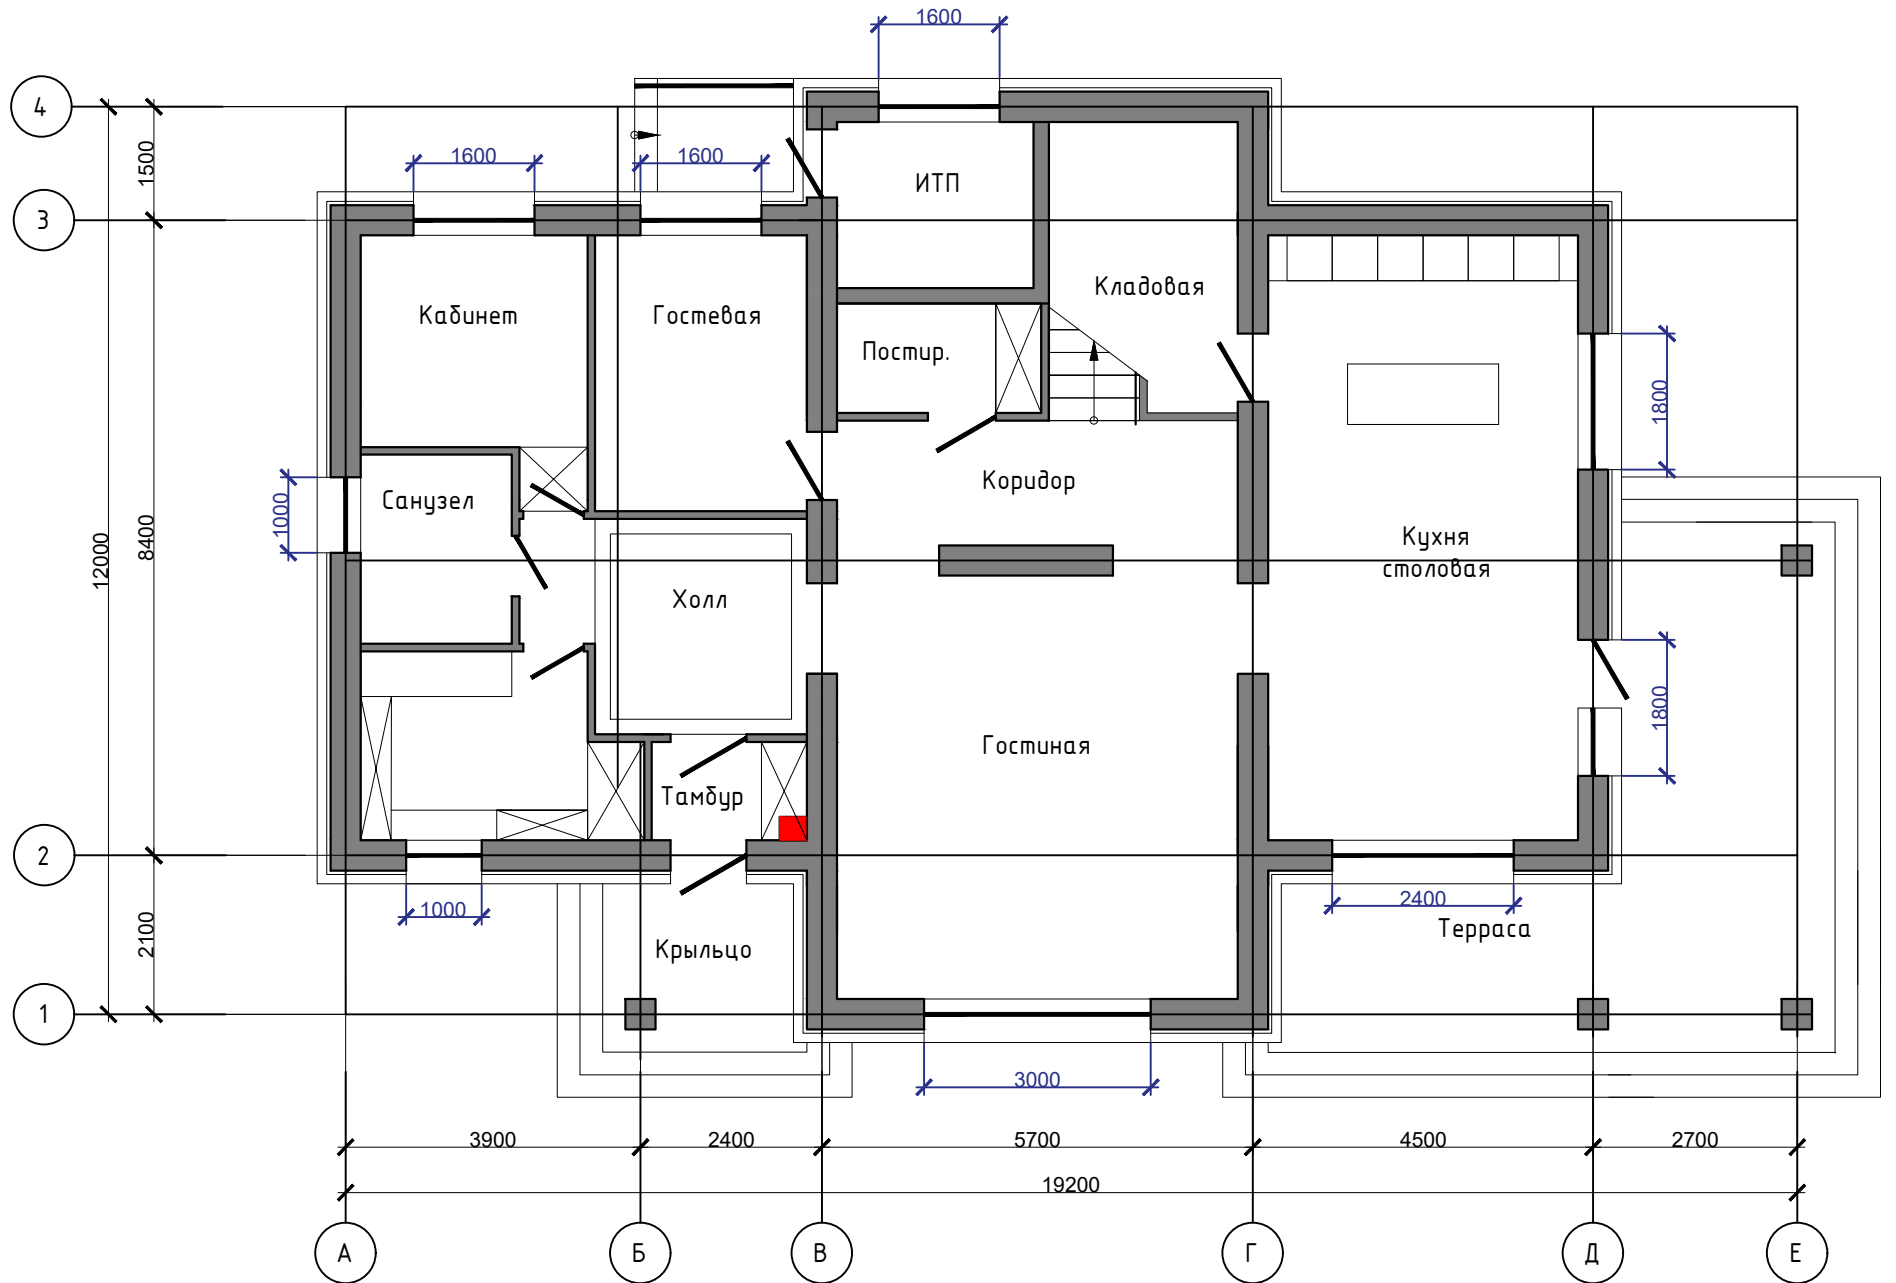 1600
4
1500
1600
1600
ИТП
3
Кладовая
Кабинет
Гостевая
Постир.
1800
Коридор
Санузел
1000
12000
8400
Кухня
столовая
Холл
1800
Гостиная
Тамбур
2
1000
2400
2100
Терраса
Крыльцо
1
3000
3900
2400
5700
4500
2700
19200
А
Б
В
Г
Д
Е